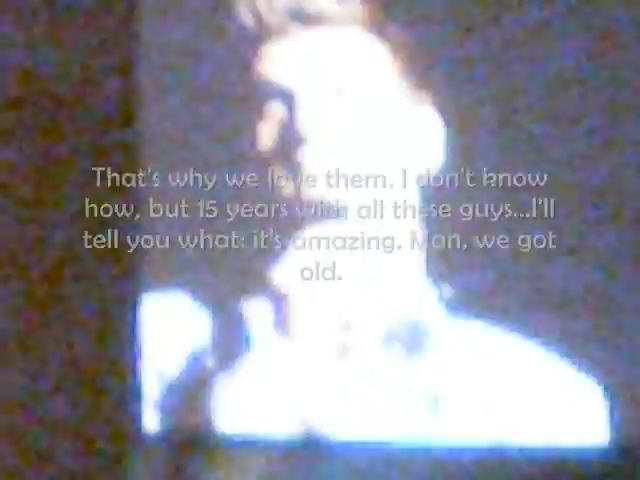 That's why we love them. I don't know
how, but 15 years with all these guys...I'll
tell you what: it's amazing. Man, we got
old.